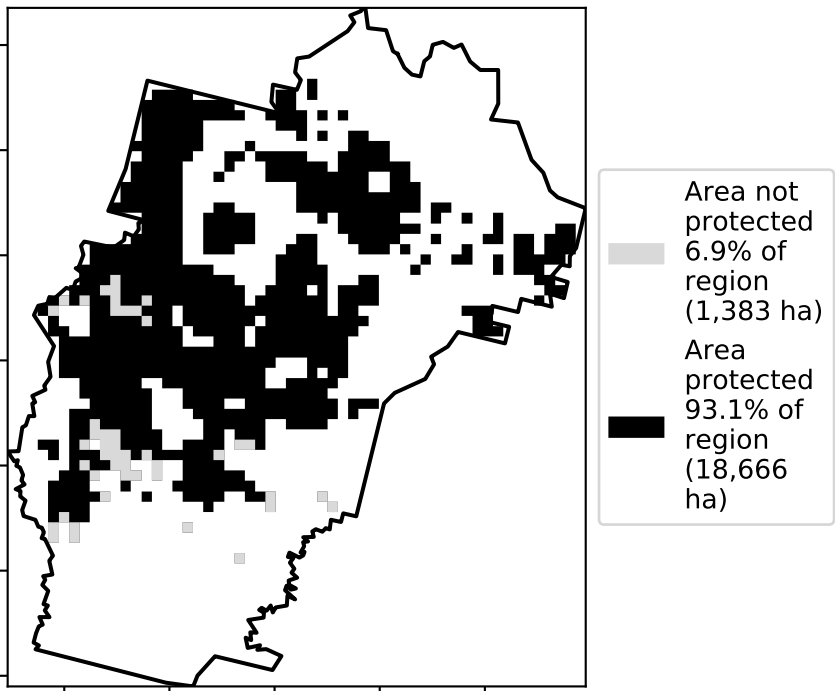 Area not
protected
6.9% of
region
(1,383 ha)
Area
protected
93.1% of
region
(18,666
ha)